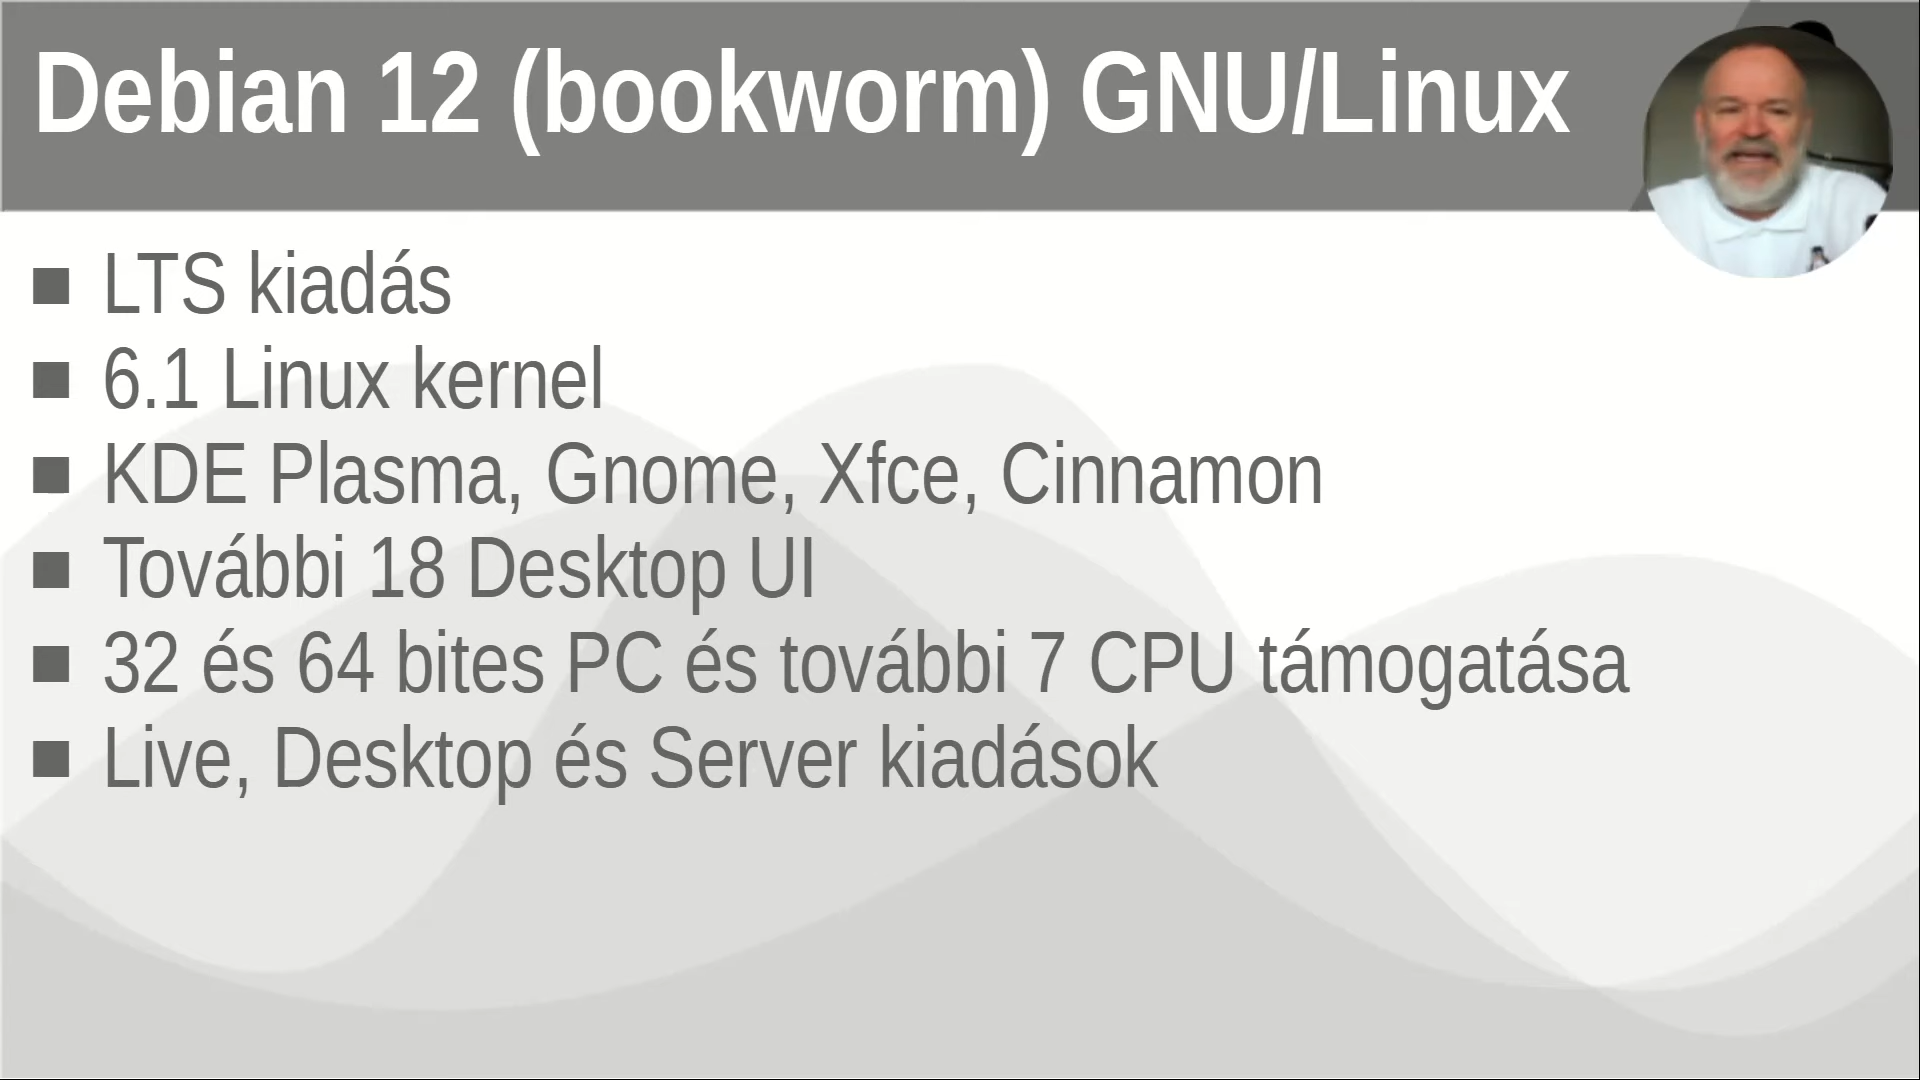 Debian 12 (bookworm) GNU/Linux
LTS kiadás
6.1 Linux kernel
KDE Plasma, Gnome, Xfce, Cinnamon
További 18 Desktop UI
32 és 64 bites PC és további 7 CPU támogatása
Live, Desktop és Server kiadások